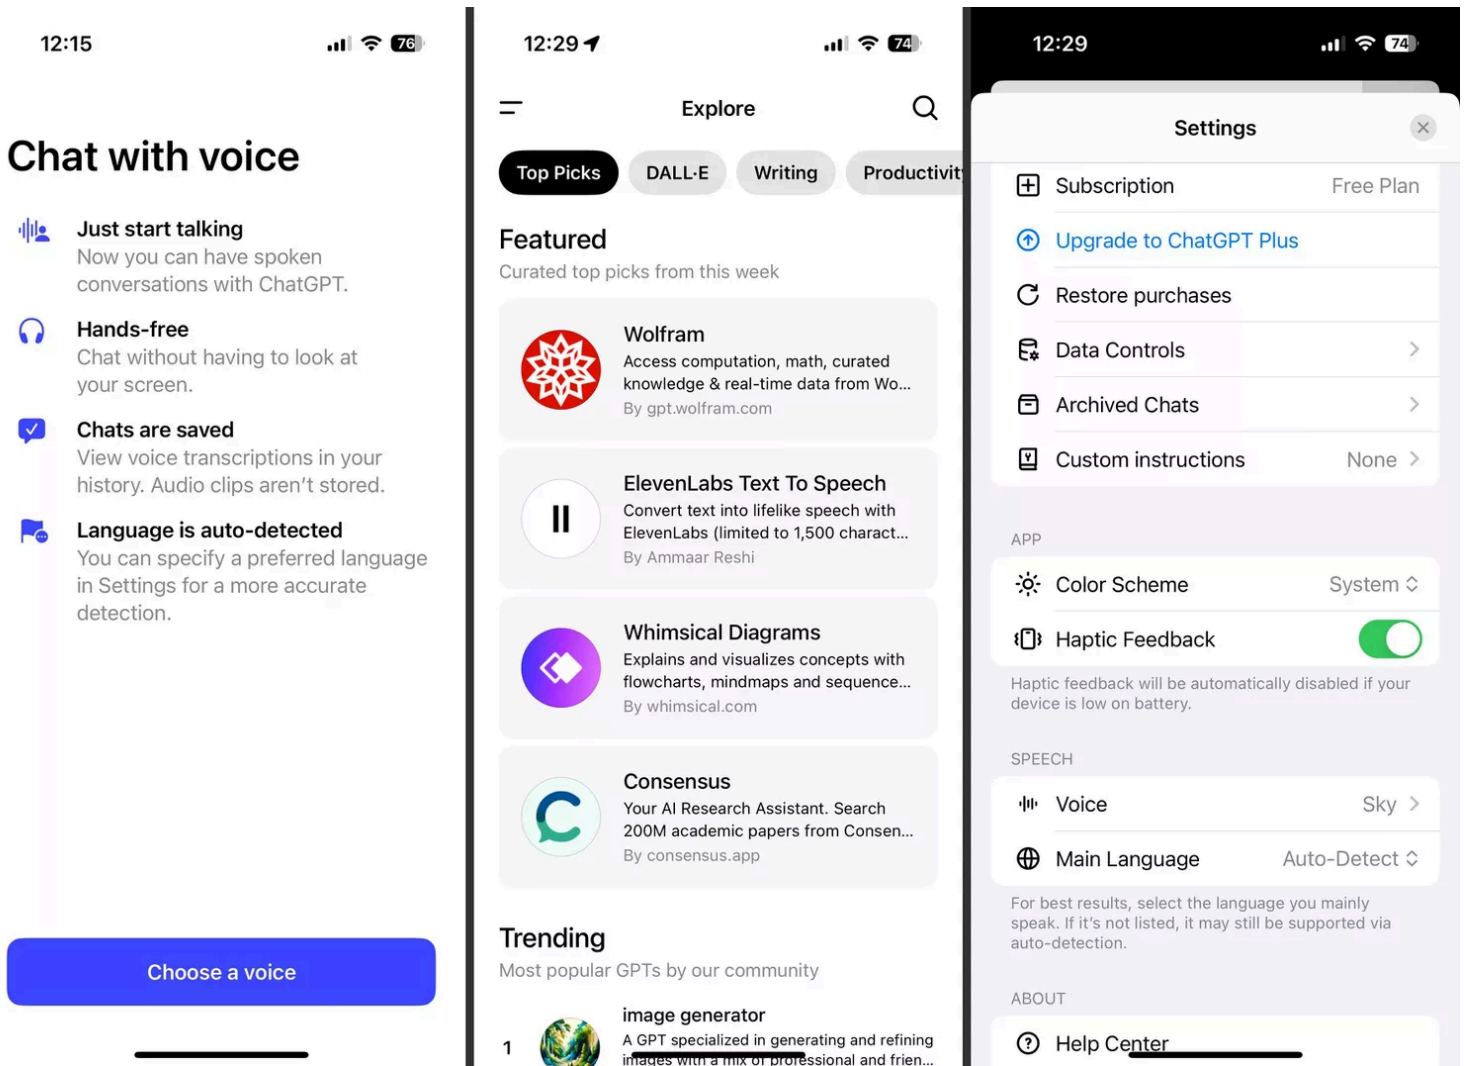 12:15
76
Chat with voice
Just start talking
Now you can have spoken
conversations with ChatGPT.
Hands-free
Chat without having to look at
your screen.
Chats are saved
View voice transcriptions in your
history. Audio clips aren't stored.
Language is auto-detected
You can specify a preferred language
in Settings for a more accurate
detection.
Choose a voice
12:29
74
Explore
Top Picks
DALL·E
Writing
Productivity
Featured
Curated top picks from this week
Wolfram
Access computation, math, curated
knowledge & real-time data from Wo...
By gpt.wolfram.com
ElevenLabs Text To Speech
Convert text into lifelike speech with
ElevenLabs (limited to 1,500 charact...
By Ammaar Reshi
Whimsical Diagrams
Explains and visualizes concepts with
flowcharts, mindmaps and sequence...
By whimsical.com
Consensus
Your AI Research Assistant. Search
200M academic papers from Consen...
By consensus.app
Trending
Most popular GPTs by our community
1
image generator
A GPT specialized in generating and refining
images with a mix of professional and frien...
12:29
74
Settings
Subscription
Free Plan
Upgrade to ChatGPT Plus
Restore purchases
Data Controls
Archived Chats
Custom instructions
None
APP
Color Scheme
System
Haptic Feedback
Haptic feedback will be automatically disabled if your
device is low on battery.
SPEECH
Voice
Sky
Main Language
Auto-Detect
For best results, select the language you mainly
speak. If it's not listed, it may still be supported via
auto-detection.
ABOUT
Help Center